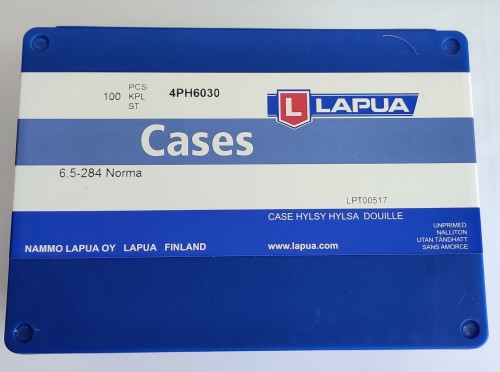 100 PCS KPL ST 4PH6030
L LAPUA
Cases
6,5-284 Norma
LPT00517
CASE HYLSY HYLSA DOUILLE
UNPRIMED
NALLITON
UTAN TÄNDHATT
SANS AMORCE
NAMMO LAPUA OY LAPUA FINLAND www.lapua.com